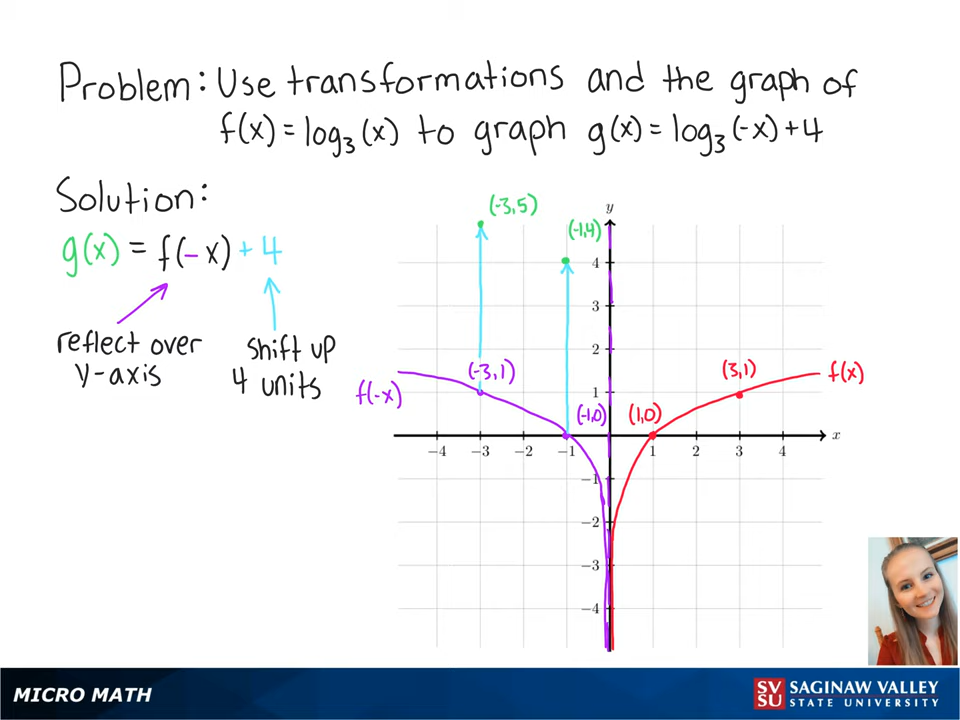 Problem: Use transformations and the graph of
f(x) = log₃(x) to graph g(x) = log₃(-x) + 4
Solution:
g(x) = f(-x) + 4
reflect over
y-axis
shift up
4 units
y
(-3,5)
(-1,4)
4
3
2
1
(-3,1)
(3,1)
f(x)
f(-x)
(-1,0)
(1,0)
x
−4 −3 −2 −1 1 2 3 4
−1
−2
−3
−4
MICRO MATH
SV SU
SAGINAW VALLEY
STATE UNIVERSITY